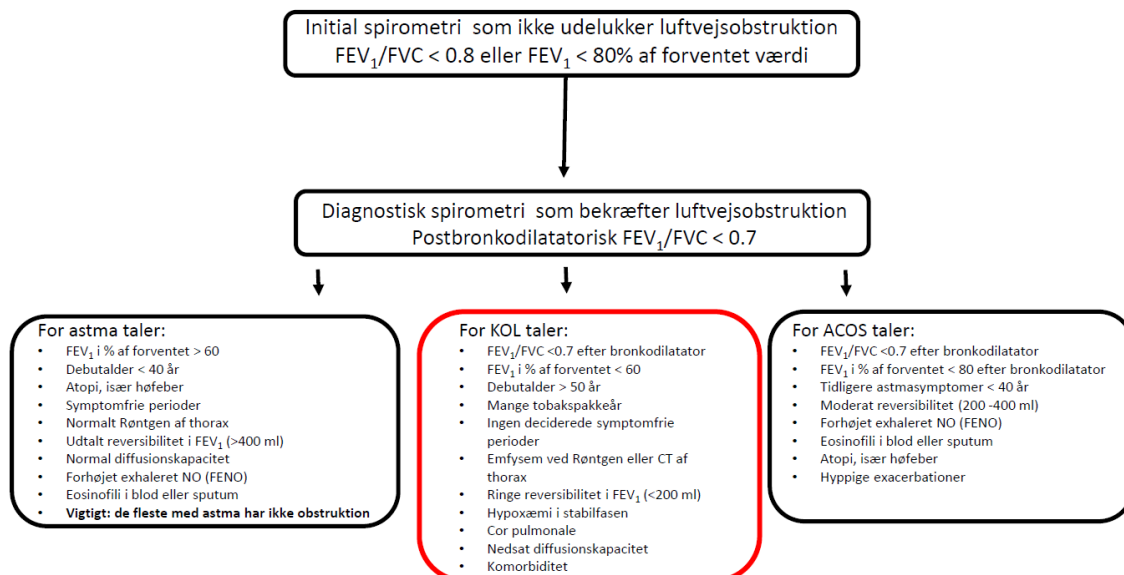 Initial spirometri som ikke udelukker luftvejsobstruktion
FEV₁/FVC < 0.8 eller FEV₁ < 80% af forventet værdi
Diagnostisk spirometri som bekræfter luftvejsobstruktion
Postbronkodilatatorisk FEV₁/FVC < 0.7
For astma taler:
• FEV₁ i % af forventet > 60
• Debutalder < 40 år
• Atopi, især høfeber
• Symptomfrie perioder
• Normalt Røntgen af thorax
• Udtalt reversibilitet i FEV₁ (>400 ml)
• Normal diffusionskapacitet
• Forhøjet exhaleret NO (FENO)
• Eosinofili i blod eller sputum
• Vigtigt: de fleste med astma har ikke obstruktion
For KOL taler:
• FEV₁/FVC <0.7 efter bronkodilatator
• FEV₁ i % af forventet < 60
• Debutalder > 50 år
• Mange tobakspakkeår
• Ingen deciderede symptomfrie
perioder
• Emfysem ved Røntgen eller CT af
thorax
• Ringe reversibilitet i FEV₁ (<200 ml)
• Hypoxæmi i stabilfasen
• Cor pulmonale
• Nedsat diffusionskapacitet
• Komorbiditet
For ACOS taler:
• FEV₁/FVC <0.7 efter bronkodilatator
• FEV₁ i % af forventet < 80 efter bronkodilatator
• Tidligere astmasymptomer < 40 år
• Moderat reversibilitet (200 -400 ml)
• Forhøjet exhaleret NO (FENO)
• Eosinofili i blod eller sputum
• Atopi, især høfeber
• Hyppige exacerbationer